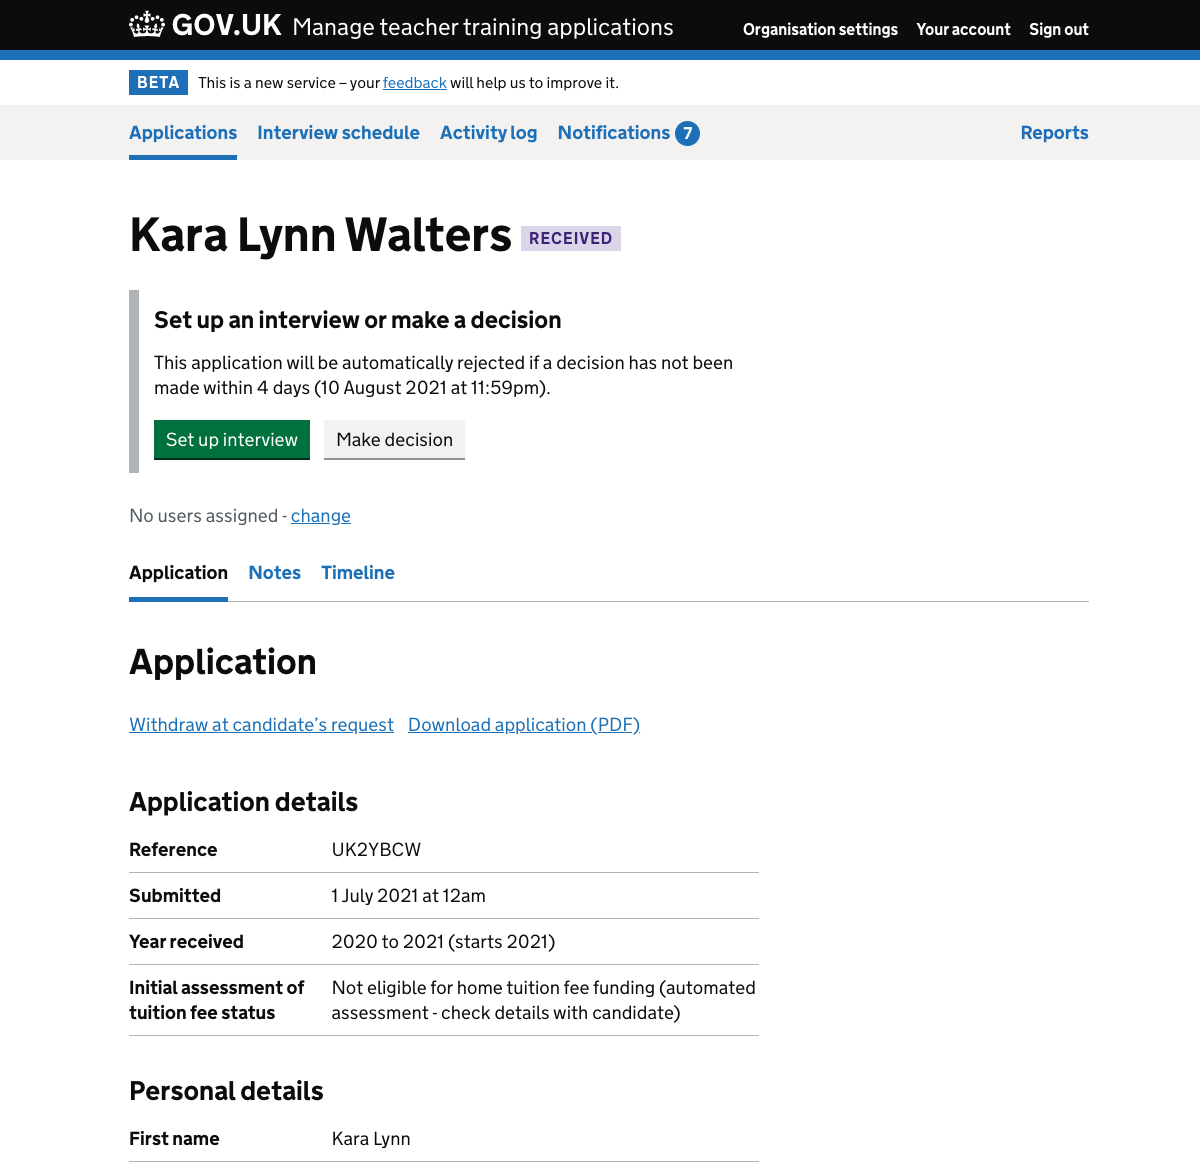 GOV.UK Manage teacher training applications Organisation settings Your account Sign out
BETA This is a new service – your feedback will help us to improve it.
Applications Interview schedule Activity log Notifications 7 Reports
Kara Lynn Walters RECEIVED
Set up an interview or make a decision
This application will be automatically rejected if a decision has not been
made within 4 days (10 August 2021 at 11:59pm).
Set up interview Make decision
No users assigned - change
Application Notes Timeline
Application
Withdraw at candidate’s request Download application (PDF)
Application details
Reference UK2YBCW
Submitted 1 July 2021 at 12am
Year received 2020 to 2021 (starts 2021)
Initial assessment of Not eligible for home tuition fee funding (automated
tuition fee status assessment - check details with candidate)
Personal details
First name Kara Lynn